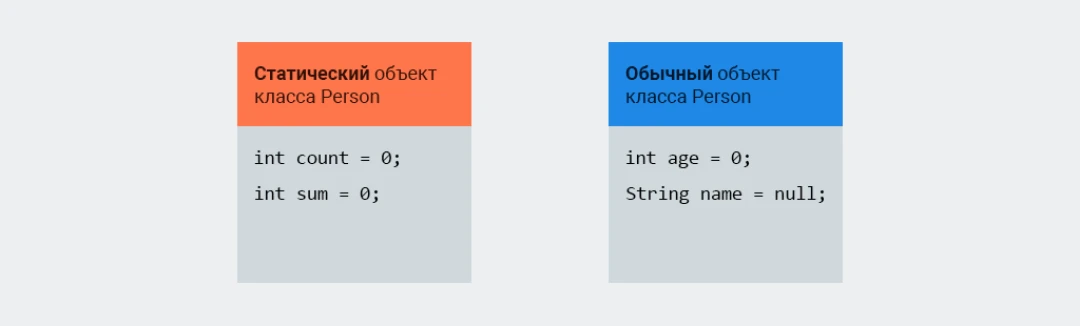 Статический объект
класса Person
int count = 0;
int sum = 0;
Обычный объект
класса Person
int age = 0;
String name = null;